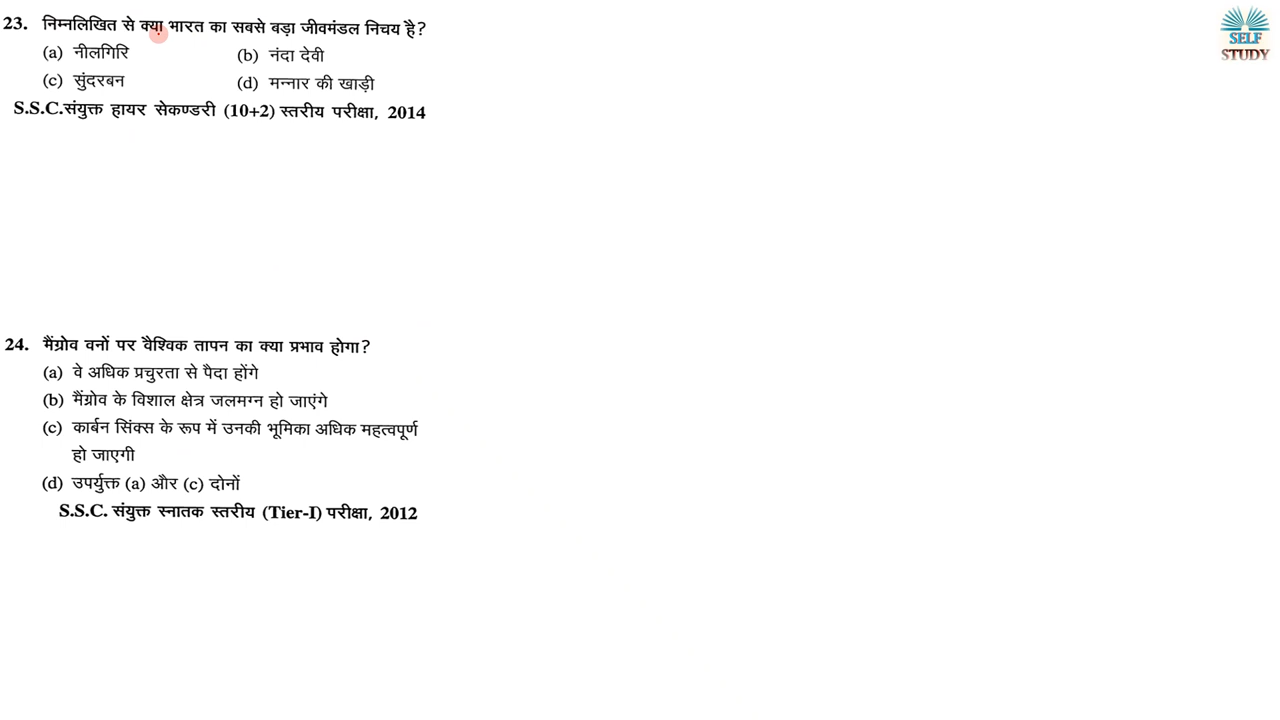 23. निम्नलिखित से क्या भारत का सबसे बड़ा जीवमंडल निचय है?
(a) नीलगिरि (b) नंदा देवी
(c) सुंदरबन (d) मन्नार की खाड़ी
S.S.C.संयुक्त हायर सेकण्डरी (10+2) स्तरीय परीक्षा, 2014
SELF
STUDY
24. मैंग्रोव वनों पर वैश्विक तापन का क्या प्रभाव होगा?
(a) वे अधिक प्रचुरता से पैदा होंगे
(b) मैंग्रोव के विशाल क्षेत्र जलमग्न हो जाएंगे
(c) कार्बन सिंक्स के रूप में उनकी भूमिका अधिक महत्वपूर्ण
हो जाएगी
(d) उपर्युक्त (a) और (c) दोनों
S.S.C. संयुक्त स्नातक स्तरीय (Tier-I) परीक्षा, 2012